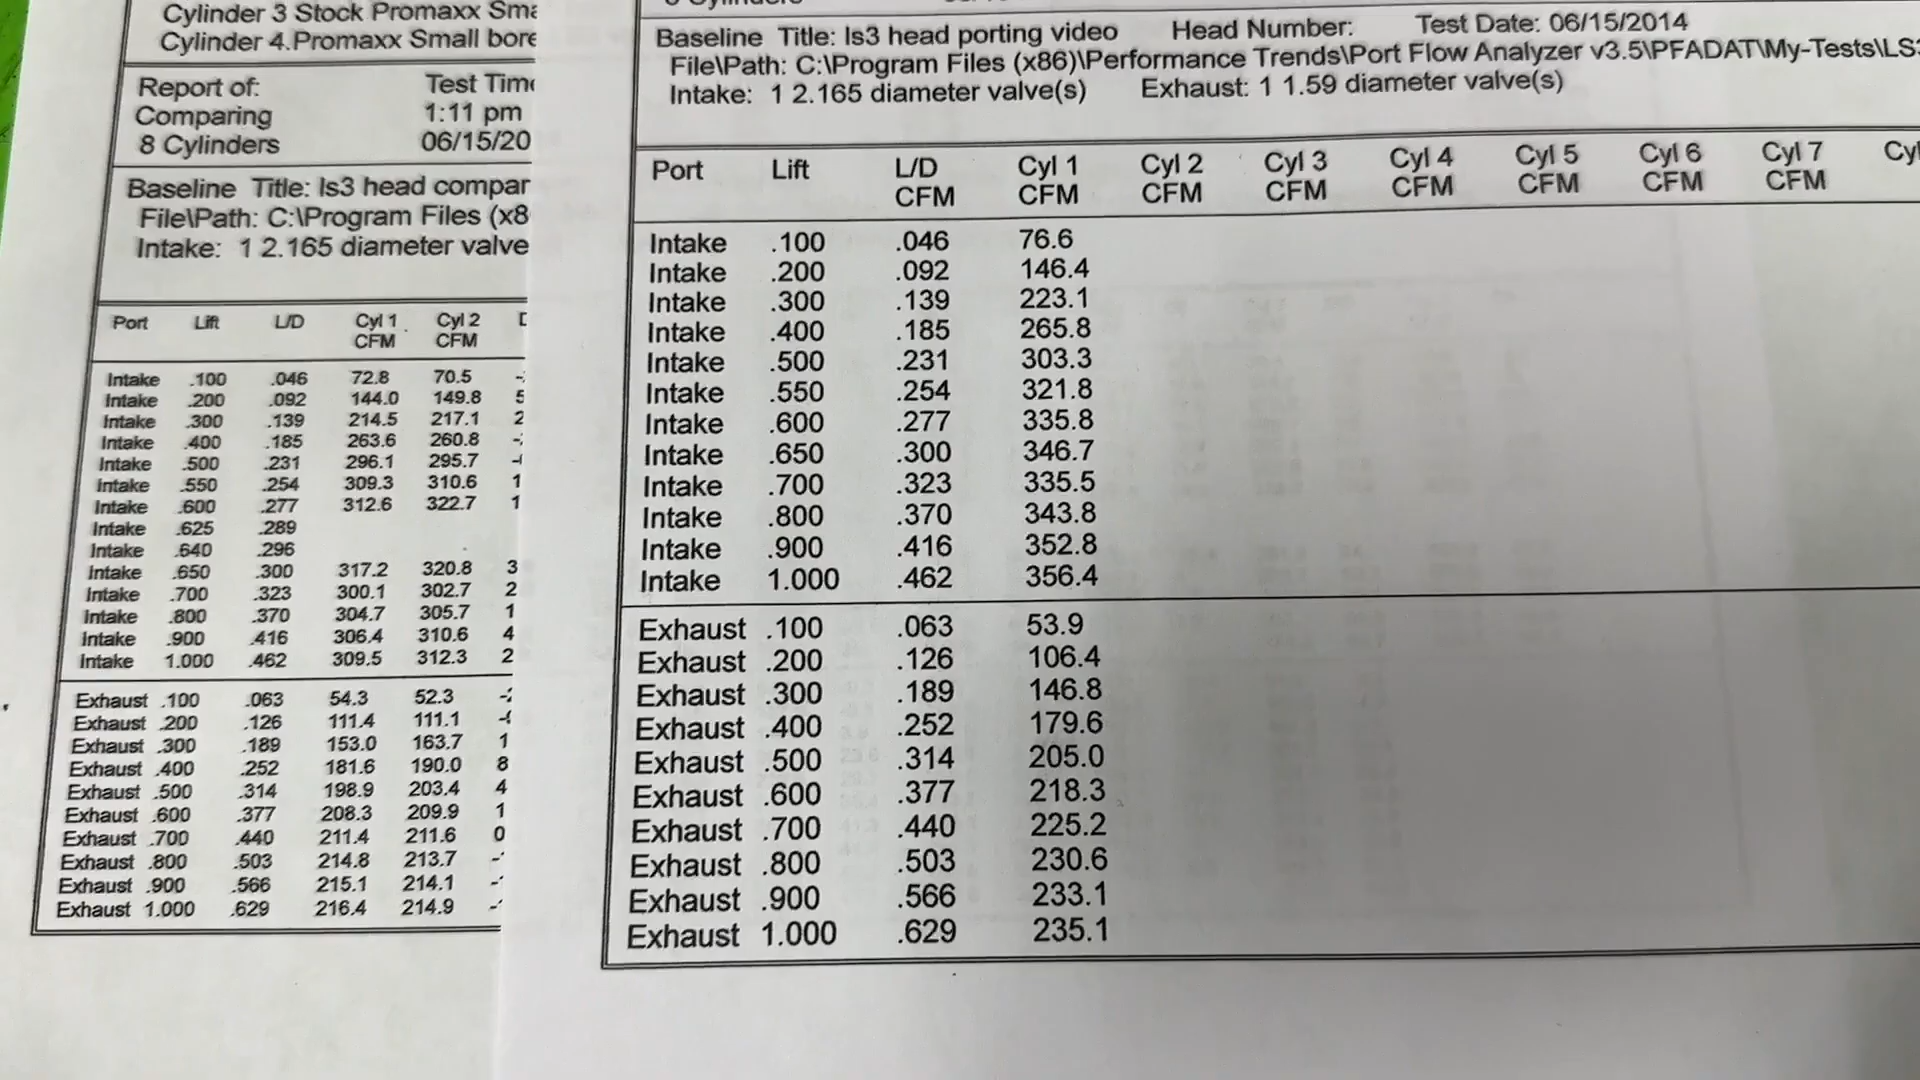 Cylinder 3 Stock Promaxx
Cylinder 4.Promaxx Small bore
Report of: Test Time
Comparing 1:11 pm
8 Cylinders 06/15/20
Baseline Title: ls3 head compar
File\Path: C:\Program Files (x8
Intake: 1 2.165 diameter valve
Port Lift L/D Cyl 1 Cyl 2
CFM CFM
Intake .100 .046 72.8 70.5
Intake .200 .092 144.0 149.8 5
Intake .300 .139 214.5 217.1 2
Intake .400 .185 263.6 260.8 -
Intake .500 .231 296.1 295.7 -
Intake .550 .254 309.3 310.6 1
Intake .600 .277 312.6 322.7 1
Intake .625 .289
Intake .640 .296
Intake .650 .300 317.2 320.8 3
Intake .700 .323 300.1 302.7 2
Intake .800 .370 304.7 305.7 1
Intake .900 .416 306.4 310.6 4
Intake 1.000 .462 309.5 312.3 2
Exhaust .100 .063 54.3 52.3 -
Exhaust .200 .126 111.4 111.1 -
Exhaust .300 .189 153.0 163.7 1
Exhaust .400 .252 181.6 190.0 8
Exhaust .500 .314 198.9 203.4 4
Exhaust .600 .377 208.3 209.9 1
Exhaust .700 .440 211.4 211.6 0
Exhaust .800 .503 214.8 213.7 -
Exhaust .900 .566 215.1 214.1 -
Exhaust 1.000 .629 216.4 214.9 -
Baseline Title: ls3 head porting video Head Number: Test Date: 06/15/2014
File\Path: C:\Program Files (x86)\Performance Trends\Port Flow Analyzer v3.5\PFADAT\My-Tests\LS
Intake: 1 2.165 diameter valve(s) Exhaust: 1 1.59 diameter valve(s)
Port Lift L/D Cyl 1 Cyl 2 Cyl 3 Cyl 4 Cyl 5 Cyl 6 Cyl 7 Cyl
CFM CFM CFM CFM CFM CFM CFM CFM
Intake .100 .046 76.6
Intake .200 .092 146.4
Intake .300 .139 223.1
Intake .400 .185 265.8
Intake .500 .231 303.3
Intake .550 .254 321.8
Intake .600 .277 335.8
Intake .650 .300 346.7
Intake .700 .323 335.5
Intake .800 .370 343.8
Intake .900 .416 352.8
Intake 1.000 .462 356.4
Exhaust .100 .063 53.9
Exhaust .200 .126 106.4
Exhaust .300 .189 146.8
Exhaust .400 .252 179.6
Exhaust .500 .314 205.0
Exhaust .600 .377 218.3
Exhaust .700 .440 225.2
Exhaust .800 .503 230.6
Exhaust .900 .566 233.1
Exhaust 1.000 .629 235.1